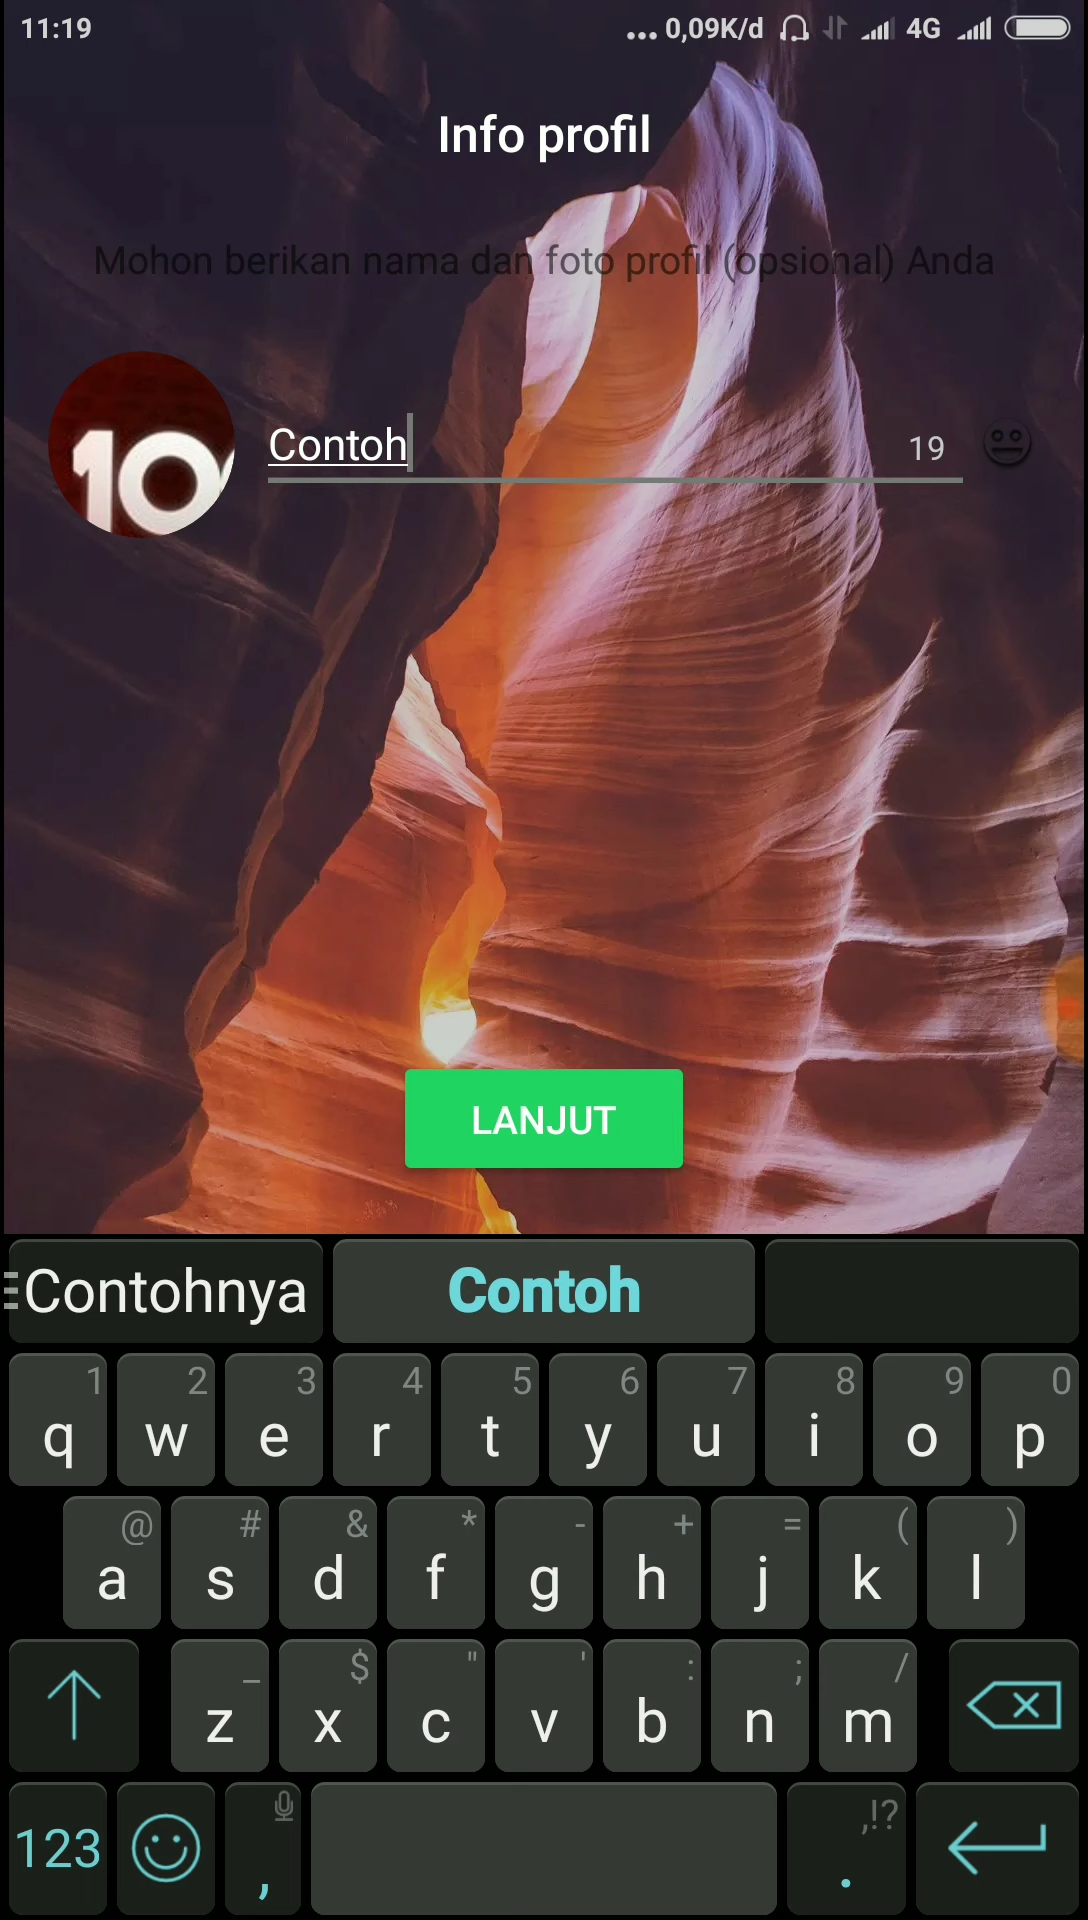 11:19
... 0,09K/d 4G
Info profil
Mohon berikan nama dan foto profil (opsional) Anda
10
Contoh 19
LANJUT
Contohnya Contoh
1 2 3 4 5 6 7 8 9 0
q w e r t y u i o p
@ # & * - + = ( )
a s d f g h j k l
_ $ " ' : ; /
z x c v b n m
,!?
123 , .